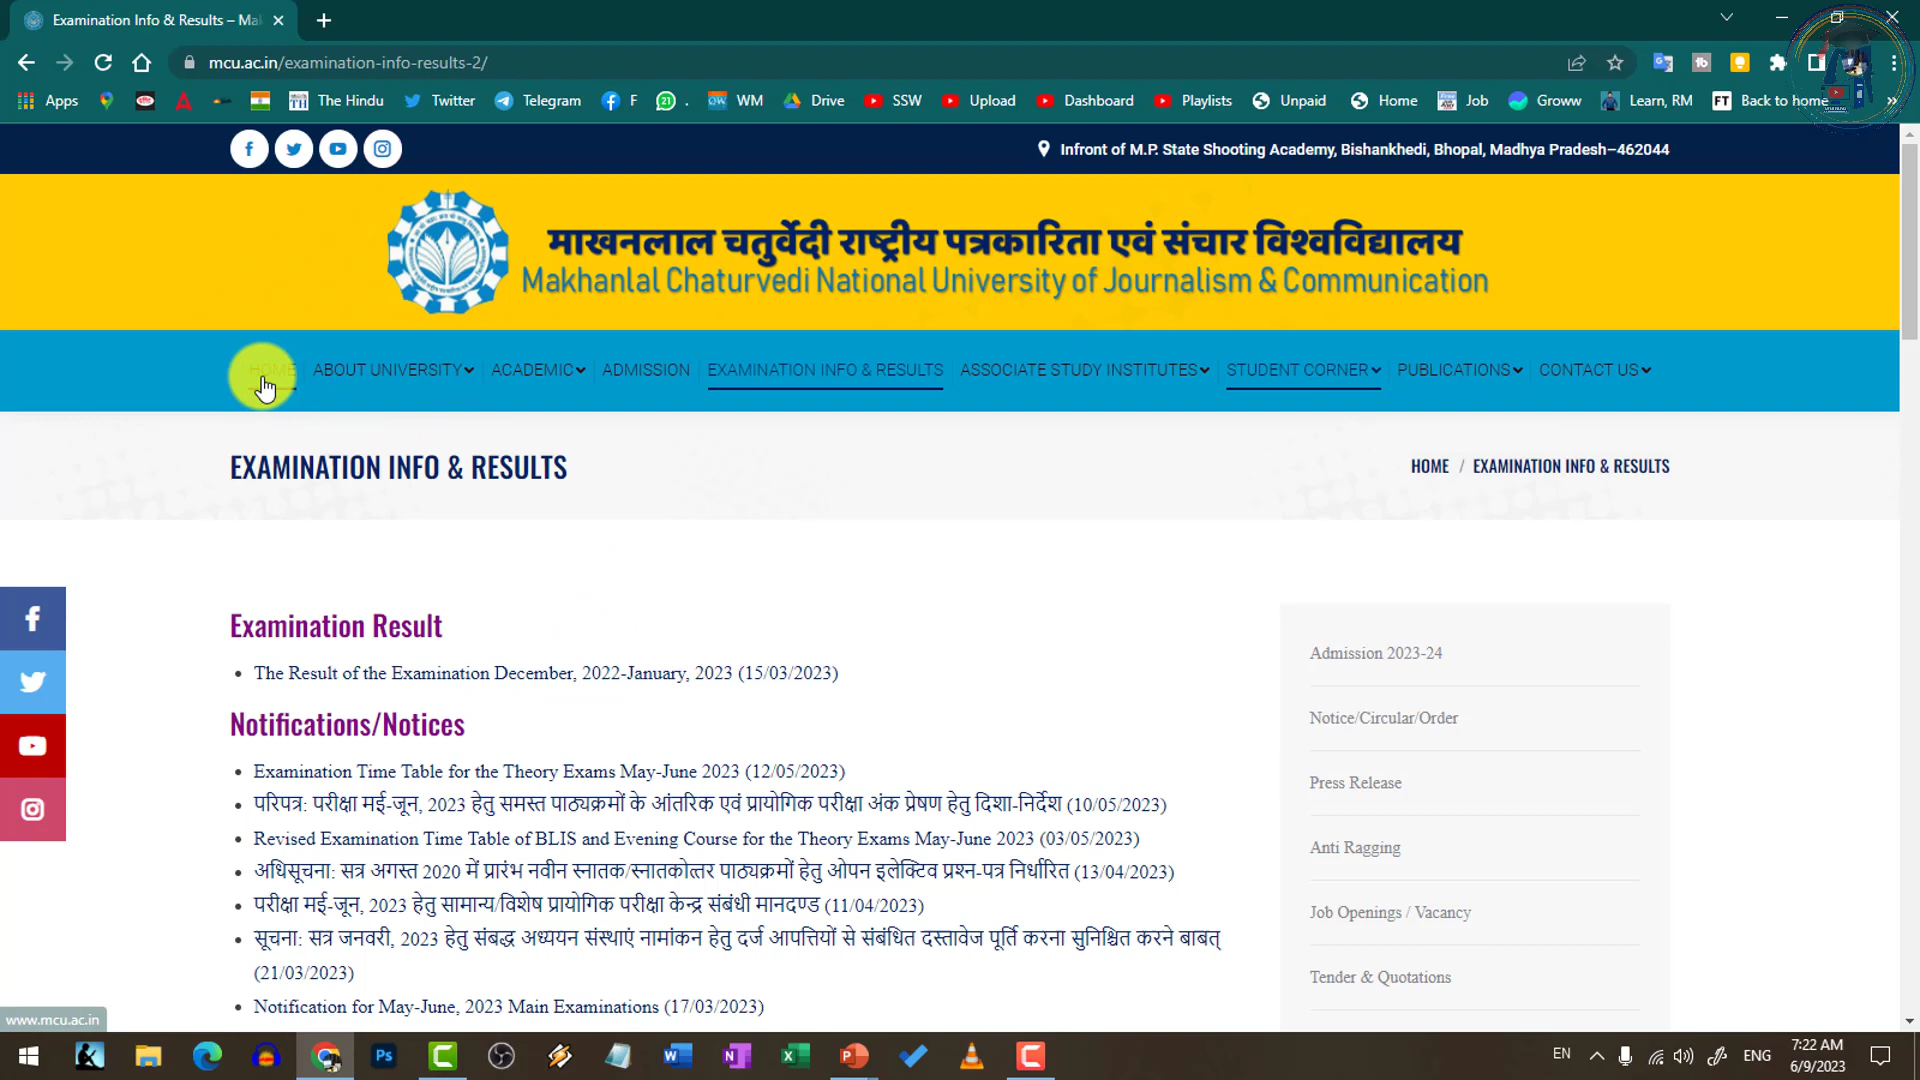 Examination Info & Results – Ma
mcu.ac.in/examination-info-results-2/
Apps
The Hindu
Twitter
Telegram
F
.
WM
Drive
SSW
Upload
Dashboard
Playlists
Unpaid
Home
Job
Groww
Learn, RM
FT
Back to home
Infront of M.P. State Shooting Academy, Bishankhedi, Bhopal, Madhya Pradesh–462044
माखनलाल चतुर्वेदी राष्ट्रीय पत्रकारिता एवं संचार विश्वविद्यालय
Makhanlal Chaturvedi National University of Journalism & Communication
HOME
ABOUT UNIVERSITY
ACADEMIC
ADMISSION
EXAMINATION INFO & RESULTS
ASSOCIATE STUDY INSTITUTES
STUDENT CORNER
PUBLICATIONS
CONTACT US
EXAMINATION INFO & RESULTS
HOME / EXAMINATION INFO & RESULTS
Examination Result
The Result of the Examination December, 2022-January, 2023 (15/03/2023)
Notifications/Notices
Examination Time Table for the Theory Exams May-June 2023 (12/05/2023)
परिपत्र: परीक्षा मई-जून, 2023 हेतु समस्त पाठ्यक्रमों के आंतरिक एवं प्रायोगिक परीक्षा अंक प्रेषण हेतु दिशा-निर्देश (10/05/2023)
Revised Examination Time Table of BLIS and Evening Course for the Theory Exams May-June 2023 (03/05/2023)
अधिसूचना: सत्र अगस्त 2020 में प्रारंभ नवीन स्नातक/स्नातकोत्तर पाठ्यक्रमों हेतु ओपन इलेक्टिव प्रश्न-पत्र निर्धारित (13/04/2023)
परीक्षा मई-जून, 2023 हेतु सामान्य/विशेष प्रायोगिक परीक्षा केन्द्र संबंधी मानदण्ड (11/04/2023)
सूचना: सत्र जनवरी, 2023 हेतु संबद्ध अध्ययन संस्थाएं नामांकन हेतु दर्ज आपत्तियों से संबंधित दस्तावेज पूर्ति करना सुनिश्चित करने बाबत्
(21/03/2023)
Notification for May-June, 2023 Main Examinations (17/03/2023)
Admission 2023-24
Notice/Circular/Order
Press Release
Anti Ragging
Job Openings / Vacancy
Tender & Quotations
www.mcu.ac.in
EN
ENG
7:22 AM
6/9/2023